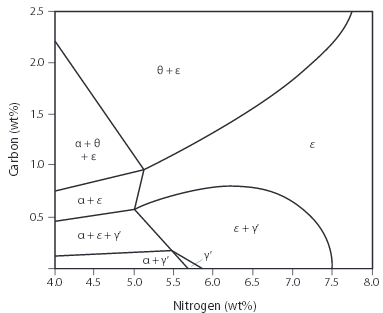 2.5
2.0
1.5
1.0
0.5
Carbon (wt%)
θ + ε
α + θ
+ ε
ε
α + ε
α + ε + γ′
ε + γ′
α + γ′
γ′
4.0 4.5 5.0 5.5 6.0 6.5 7.0 7.5 8.0
Nitrogen (wt%)